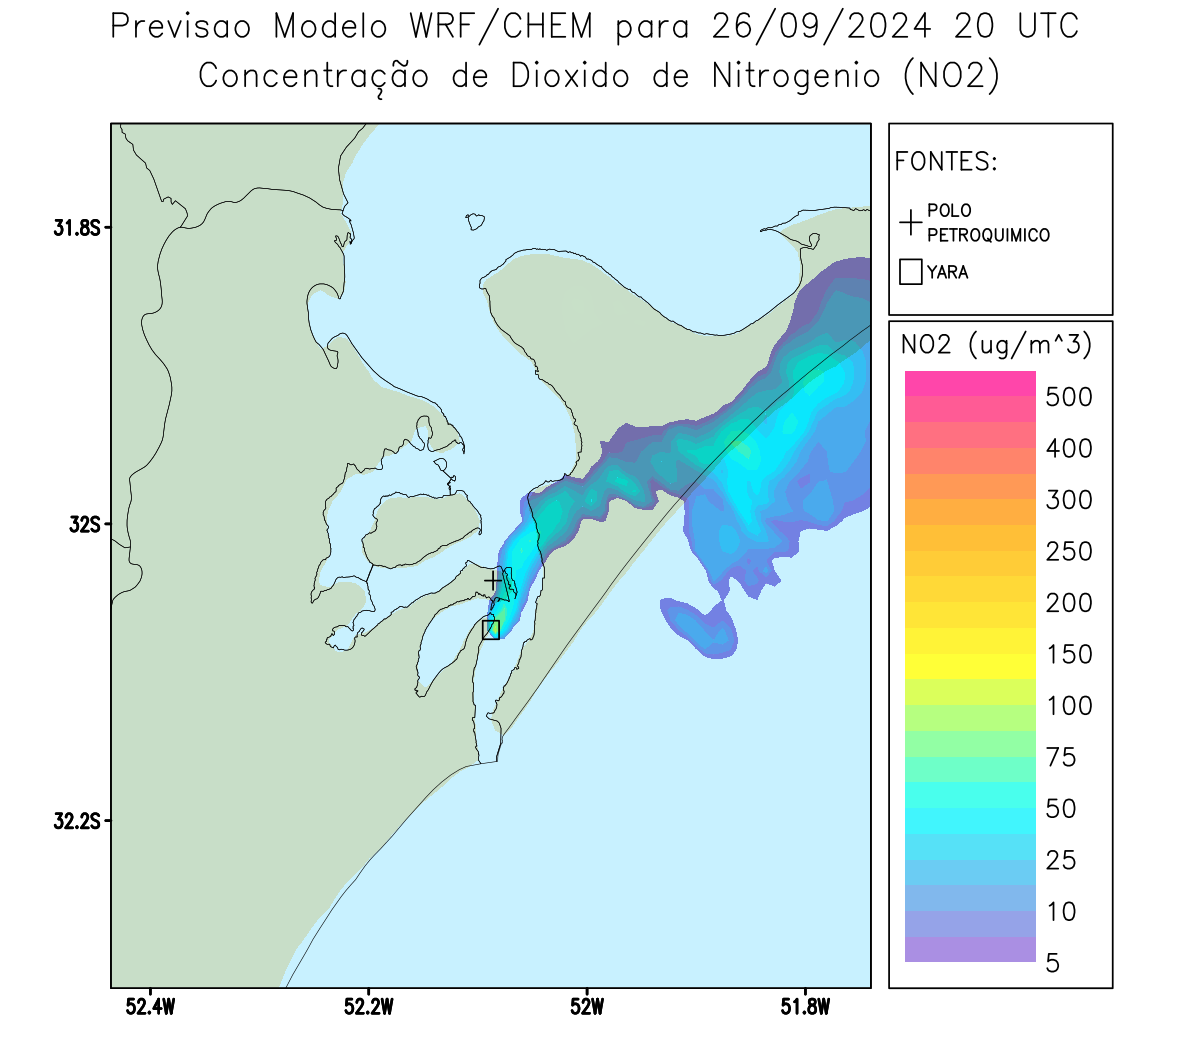 Previsao Modelo WRF/CHEM para 26/09/2024 20 UTC
Concentração de Dioxido de Nitrogenio (NO2)
FONTES:
POLO
PETROQUIMICO
YARA
31.8S
32S
32.2S
52.4W
52.2W
52W
51.8W
NO2 (ug/m^3)
500
400
300
250
200
150
100
75
50
25
10
5